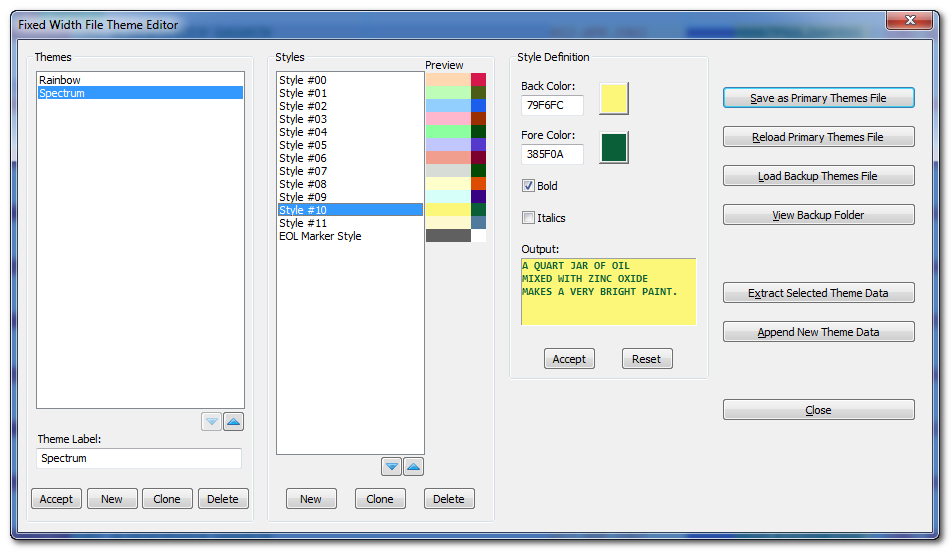 Fixed Width File Theme Editor
Themes
Rainbow
Spectrum
Theme Label:
Spectrum
Accept
New
Clone
Delete
Styles
Preview
Style #00
Style #01
Style #02
Style #03
Style #04
Style #05
Style #06
Style #07
Style #08
Style #09
Style #10
Style #11
EOL Marker Style
New
Clone
Delete
Style Definition
Back Color:
79F6FC
Fore Color:
385F0A
Bold
Italics
Output:
A QUART JAR OF OIL
MIXED WITH ZINC OXIDE
MAKES A VERY BRIGHT PAINT.
Accept
Reset
Save as Primary Themes File
Reload Primary Themes File
Load Backup Themes File
View Backup Folder
Extract Selected Theme Data
Append New Theme Data
Close